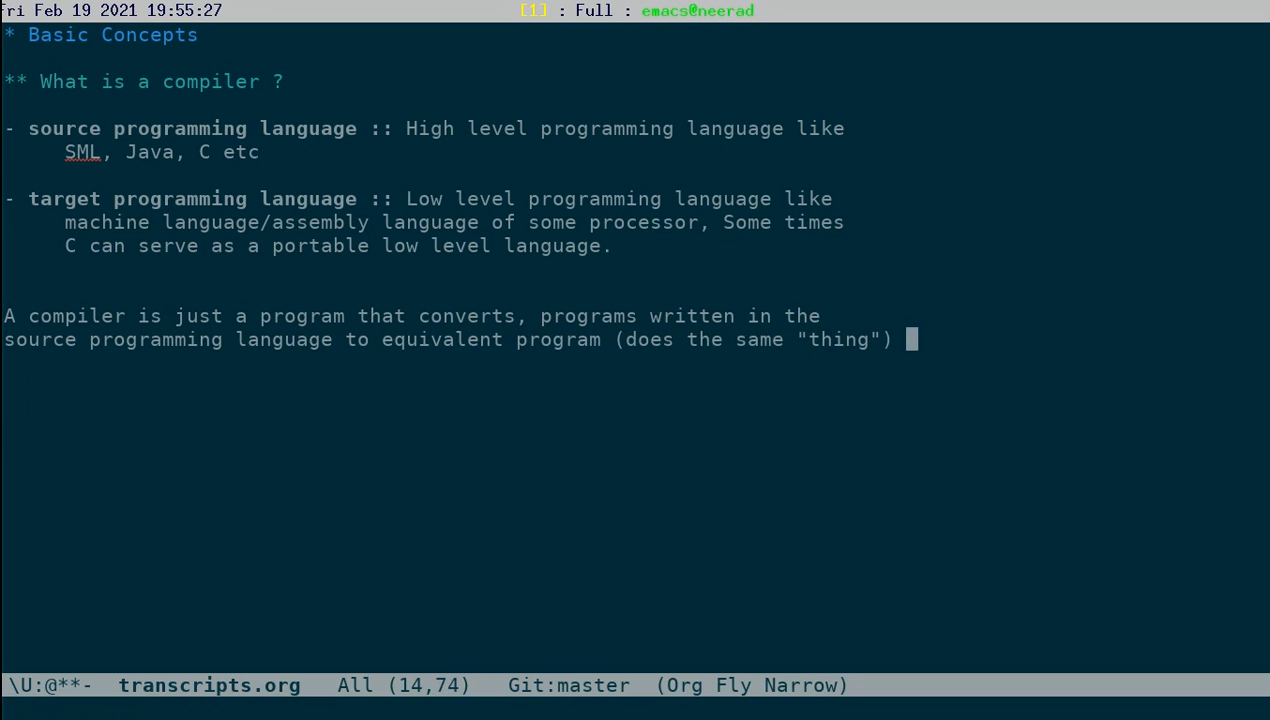 Fri Feb 19 2021 19:55:27 [1] : Full : emacs@neerad
* Basic Concepts
** What is a compiler ?
- source programming language :: High level programming language like
SML, Java, C etc
- target programming language :: Low level programming language like
machine language/assembly language of some processor, Some times
C can serve as a portable low level language.
A compiler is just a program that converts, programs written in the
source programming language to equivalent program (does the same "thing")
\U:@**- transcripts.org All (14,74) Git:master (Org Fly Narrow)